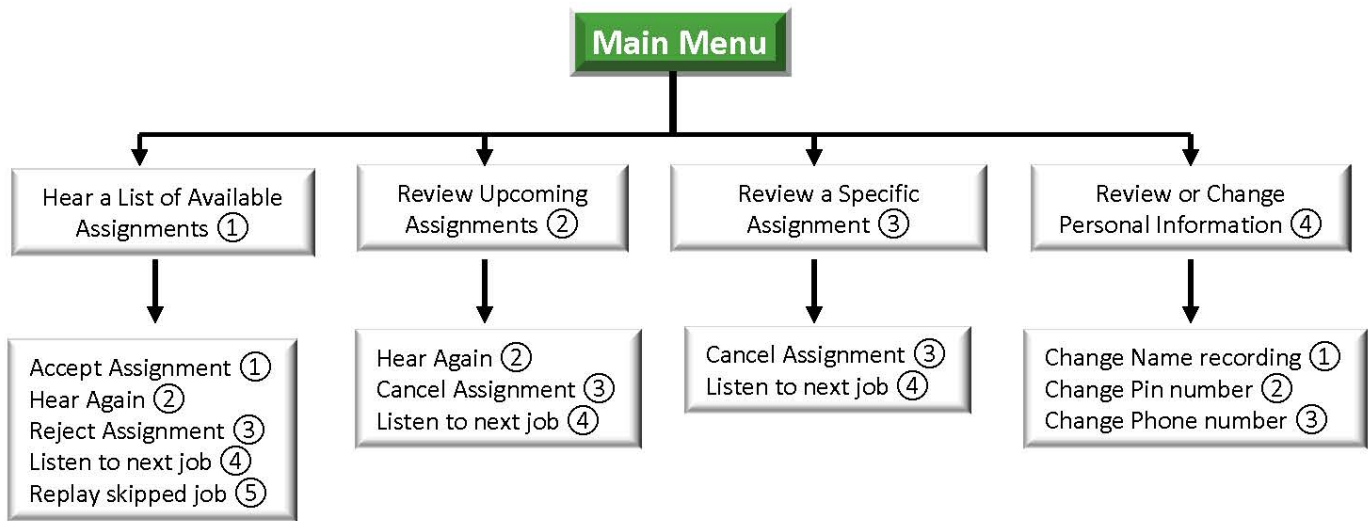 Main Menu
Hear a List of Available
Assignments ①
Review Upcoming
Assignments ②
Review a Specific
Assignment ③
Review or Change
Personal Information ④
Accept Assignment ①
Hear Again ②
Reject Assignment ③
Listen to next job ④
Replay skipped job ⑤
Hear Again ②
Cancel Assignment ③
Listen to next job ④
Cancel Assignment ③
Listen to next job ④
Change Name recording ①
Change Pin number ②
Change Phone number ③